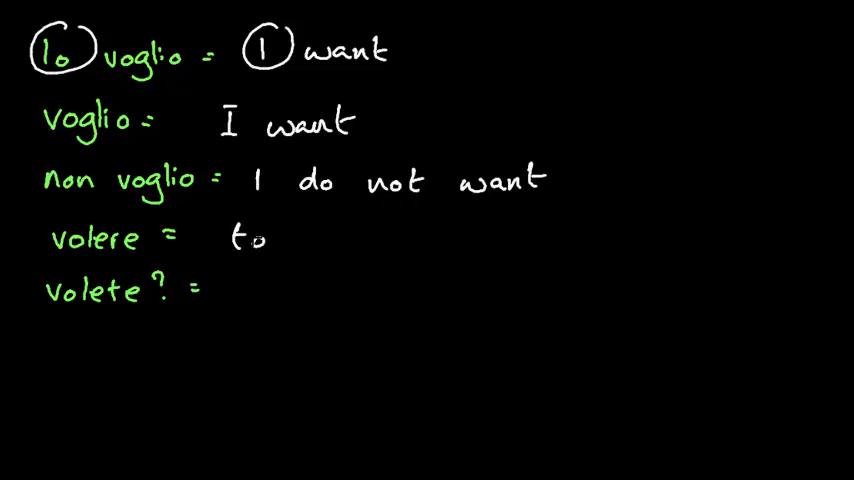 Io voglio = I want
voglio = I want
non voglio = I do not want
volere = to
volete? =